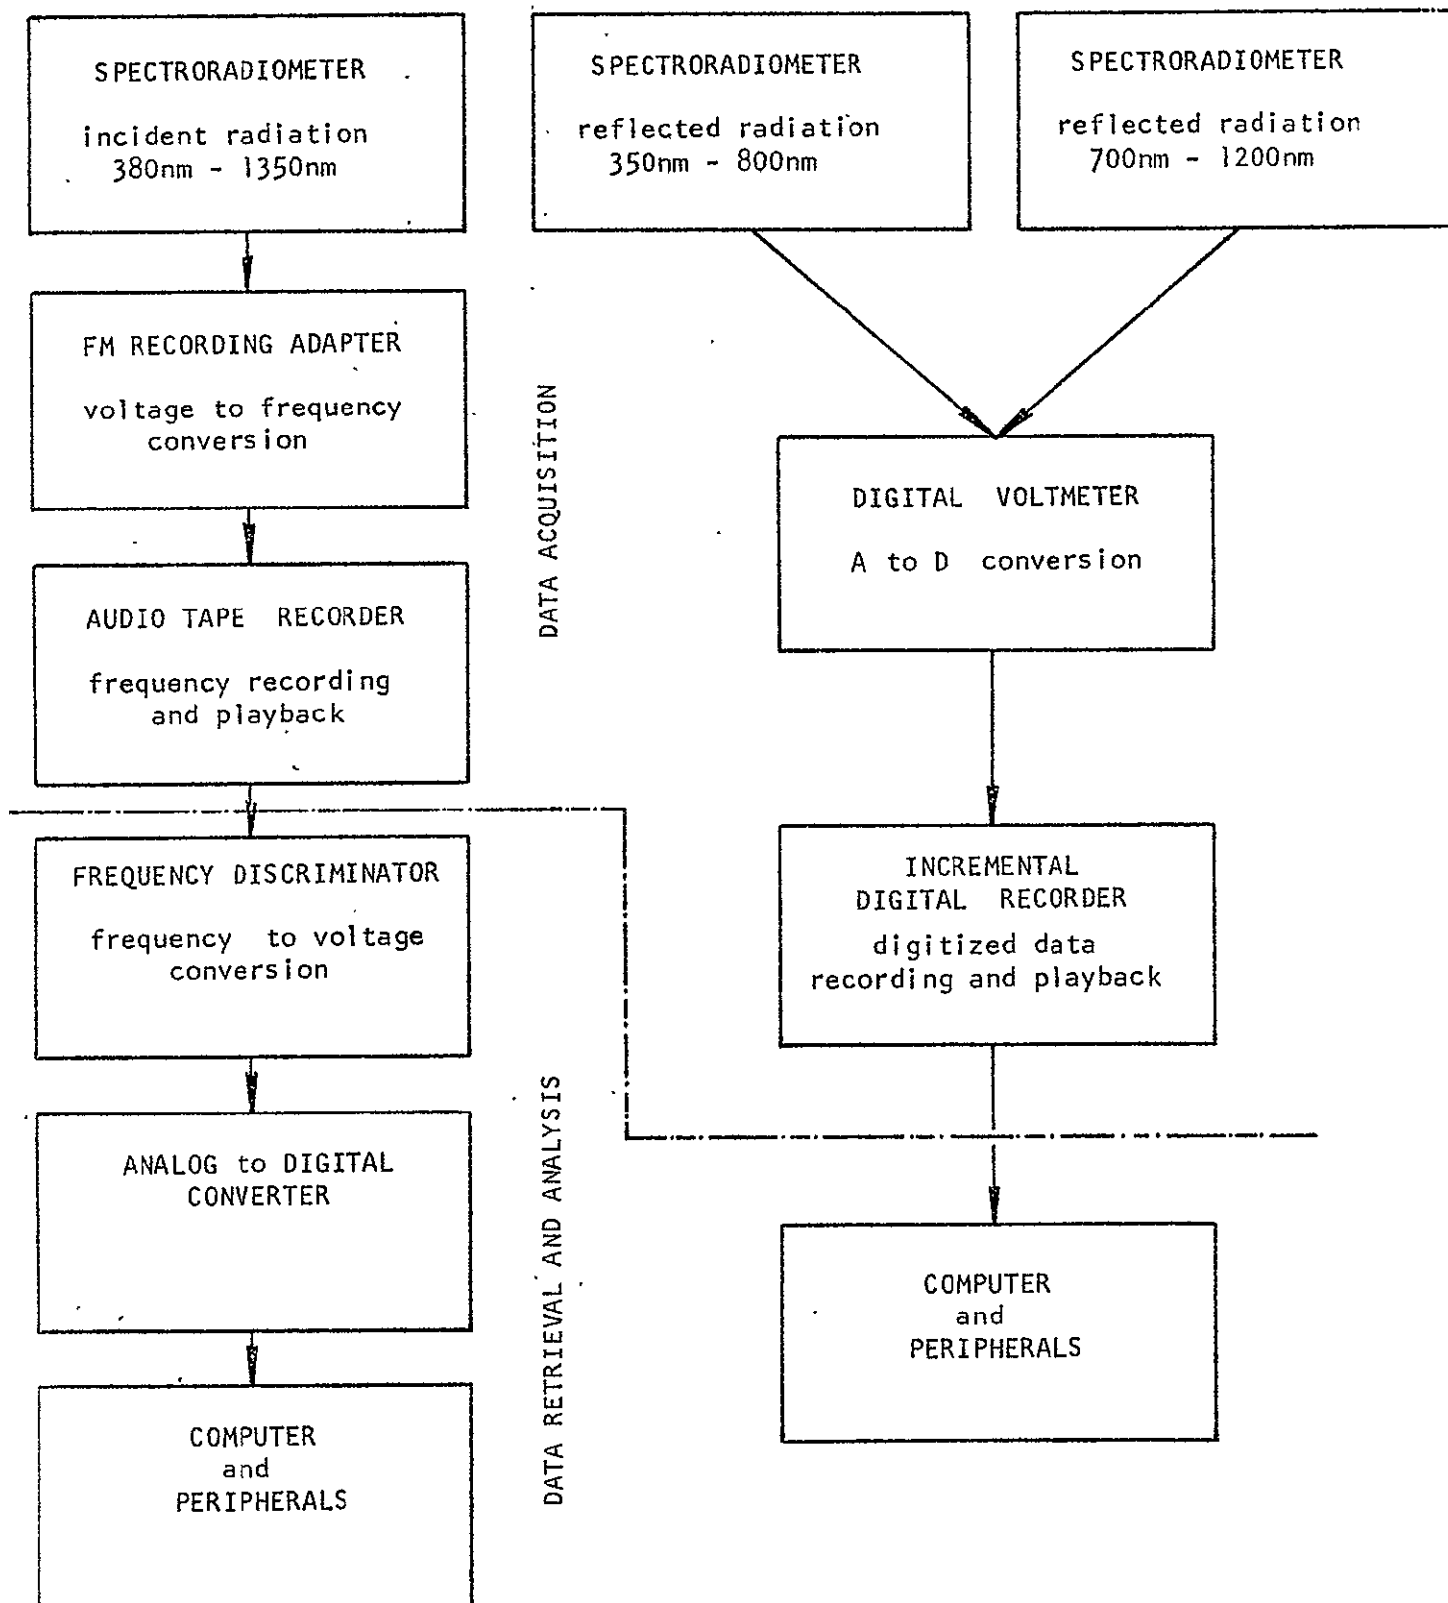 SPECTRORADIOMETER
incident radiation
380nm - 1350nm
SPECTRORADIOMETER
reflected radiation
350nm - 800nm
SPECTRORADIOMETER
reflected radiation
700nm - 1200nm
FM RECORDING ADAPTER
voltage to frequency
conversion
AUDIO TAPE RECORDER
frequency recording
and playback
DATA ACQUISITION
DIGITAL VOLTMETER
A to D conversion
INCREMENTAL
DIGITAL RECORDER
digitized data
recording and playback
FREQUENCY DISCRIMINATOR
frequency to voltage
conversion
ANALOG to DIGITAL
CONVERTER
COMPUTER
and
PERIPHERALS
DATA RETRIEVAL AND ANALYSIS
COMPUTER
and
PERIPHERALS